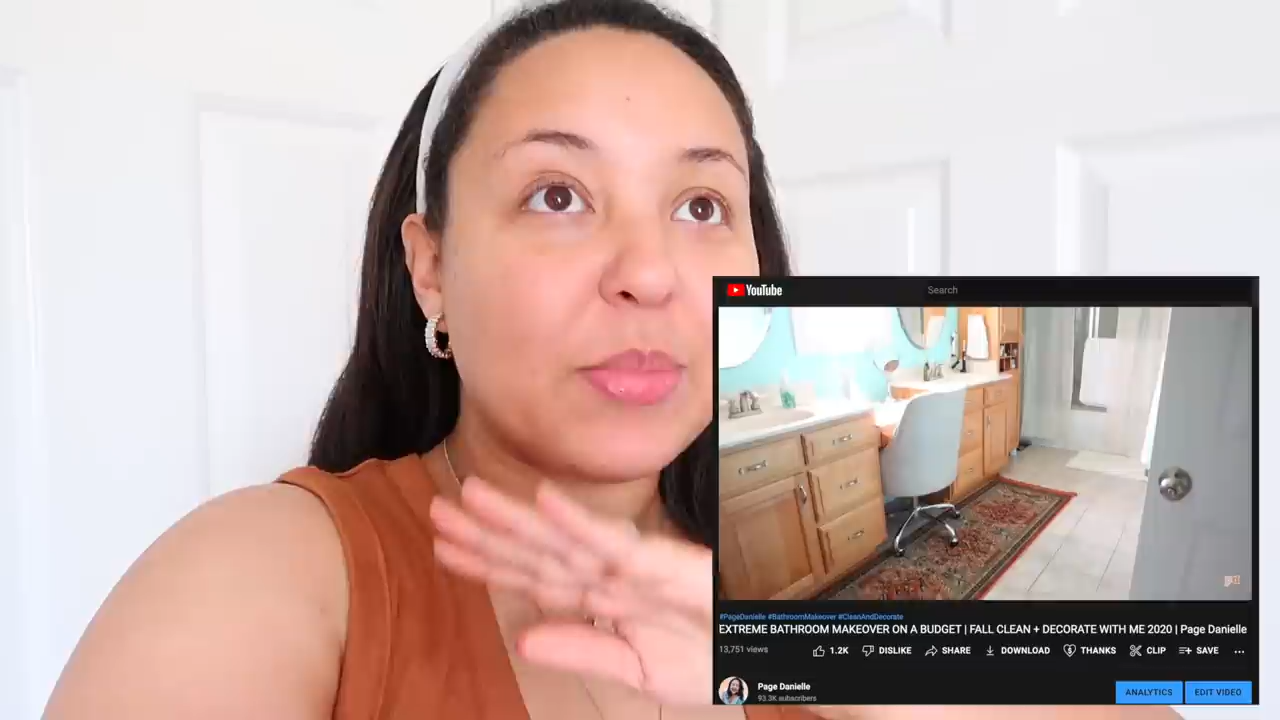 YouTube
Search
#PageDanielle #BathroomMakeover #CleanAndDecorate
EXTREME BATHROOM MAKEOVER ON A BUDGET | FALL CLEAN + DECORATE WITH ME 2020 | Page Danielle
13,751 views 1.2K DISLIKE SHARE DOWNLOAD THANKS CLIP SAVE ...
Page Danielle
93.3K subscribers
ANALYTICS EDIT VIDEO